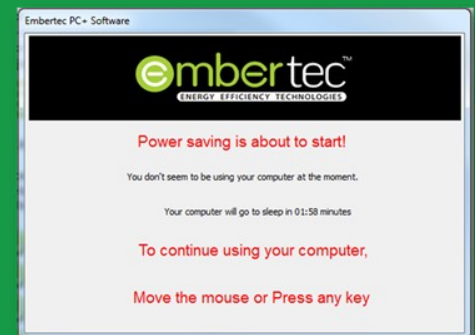 Embertec PC+ Software
embertec™
ENERGY EFFICIENCY TECHNOLOGIES
Power saving is about to start!
You don't seem to be using your computer at the moment.
Your computer will go to sleep in 01:58 minutes
To continue using your computer,
Move the mouse or Press any key